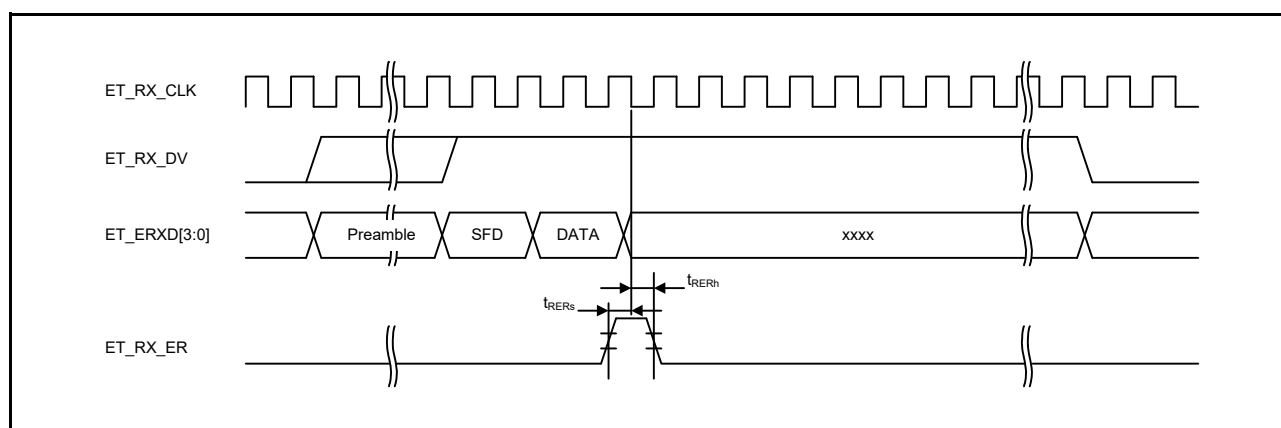 ET_RX_CLK
ET_RX_DV
ET_ERXD[3:0]
Preamble
SFD
DATA
xxxx
tRERs
tRERh
ET_RX_ER